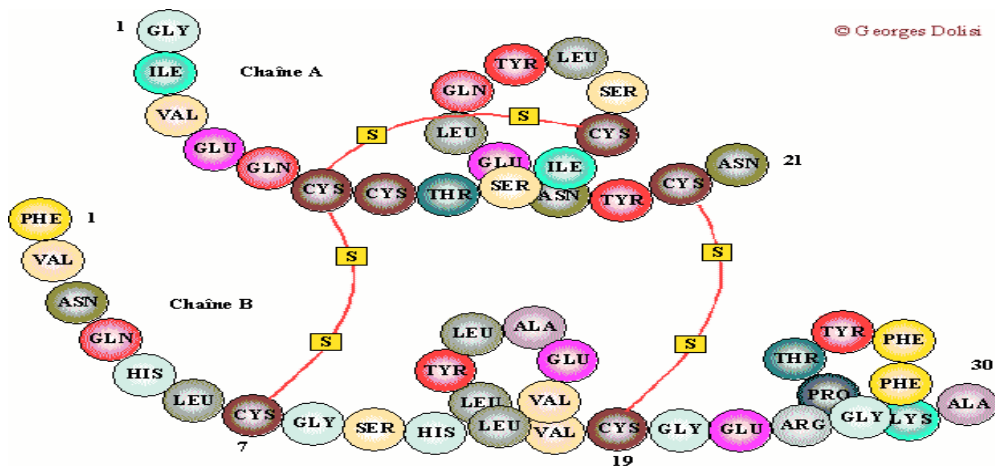 © Georges Dolisi
Chaîne A
1
GLY
ILE
VAL
GLU
GLN
CYS
CYS
THR
SER
ILE
CYS
SER
LEU
TYR
GLN
LEU
GLU
ASN
TYR
CYS
ASN
21
S
S
S
S
S
S
Chaîne B
1
PHE
VAL
ASN
GLN
HIS
LEU
CYS
7
GLY
SER
HIS
LEU
VAL
GLU
ALA
LEU
TYR
LEU
VAL
CYS
19
GLY
GLU
ARG
GLY
PHE
PHE
TYR
THR
PRO
LYS
ALA
30